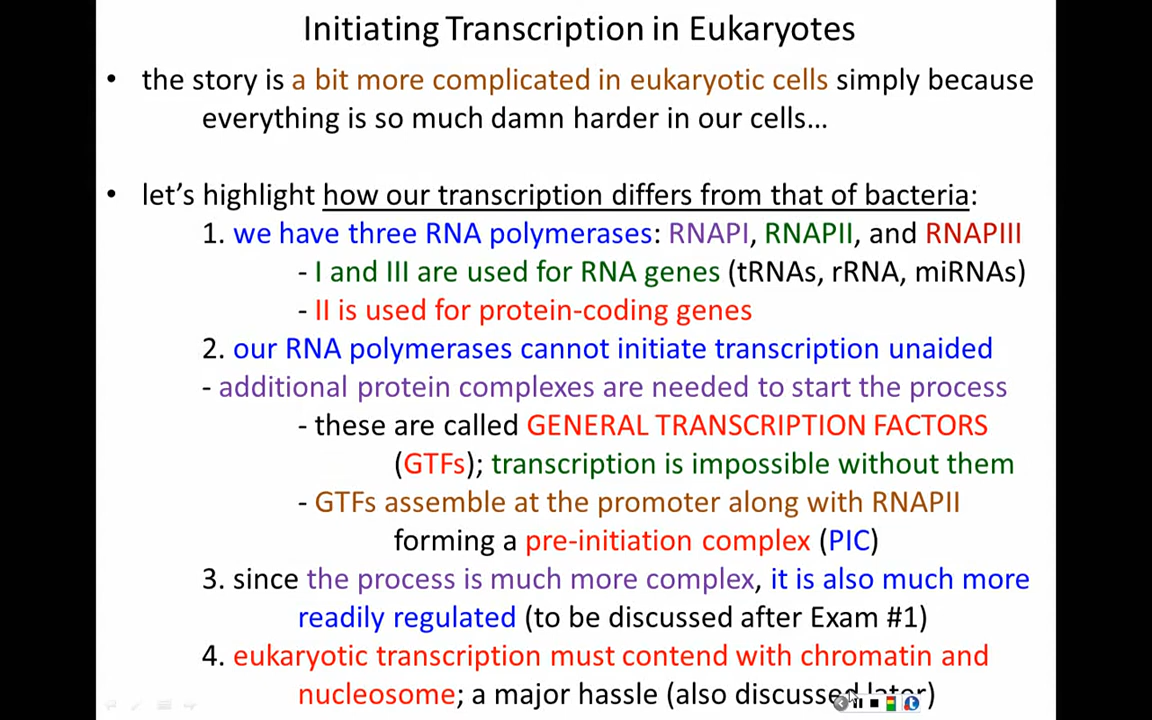 Initiating Transcription in Eukaryotes
• the story is a bit more complicated in eukaryotic cells simply because
everything is so much damn harder in our cells…
• let's highlight how our transcription differs from that of bacteria:
1. we have three RNA polymerases: RNAPI, RNAPII, and RNAPIII
- I and III are used for RNA genes (tRNAs, rRNA, miRNAs)
- II is used for protein-coding genes
2. our RNA polymerases cannot initiate transcription unaided
- additional protein complexes are needed to start the process
- these are called GENERAL TRANSCRIPTION FACTORS
(GTFs); transcription is impossible without them
- GTFs assemble at the promoter along with RNAPII
forming a pre-initiation complex (PIC)
3. since the process is much more complex, it is also much more
readily regulated (to be discussed after Exam #1)
4. eukaryotic transcription must contend with chromatin and
nucleosome; a major hassle (also discussed later)